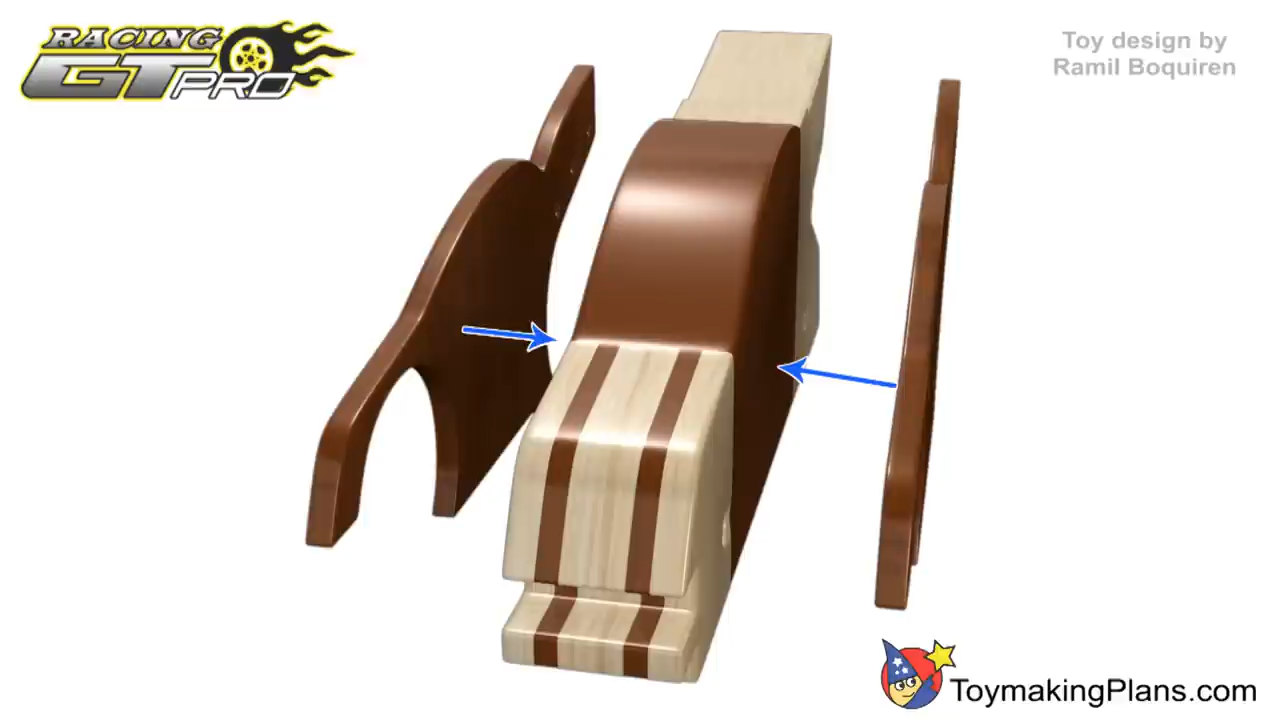 RACING
GT PRO
Toy design by
Ramil Boquiren
ToymakingPlans.com